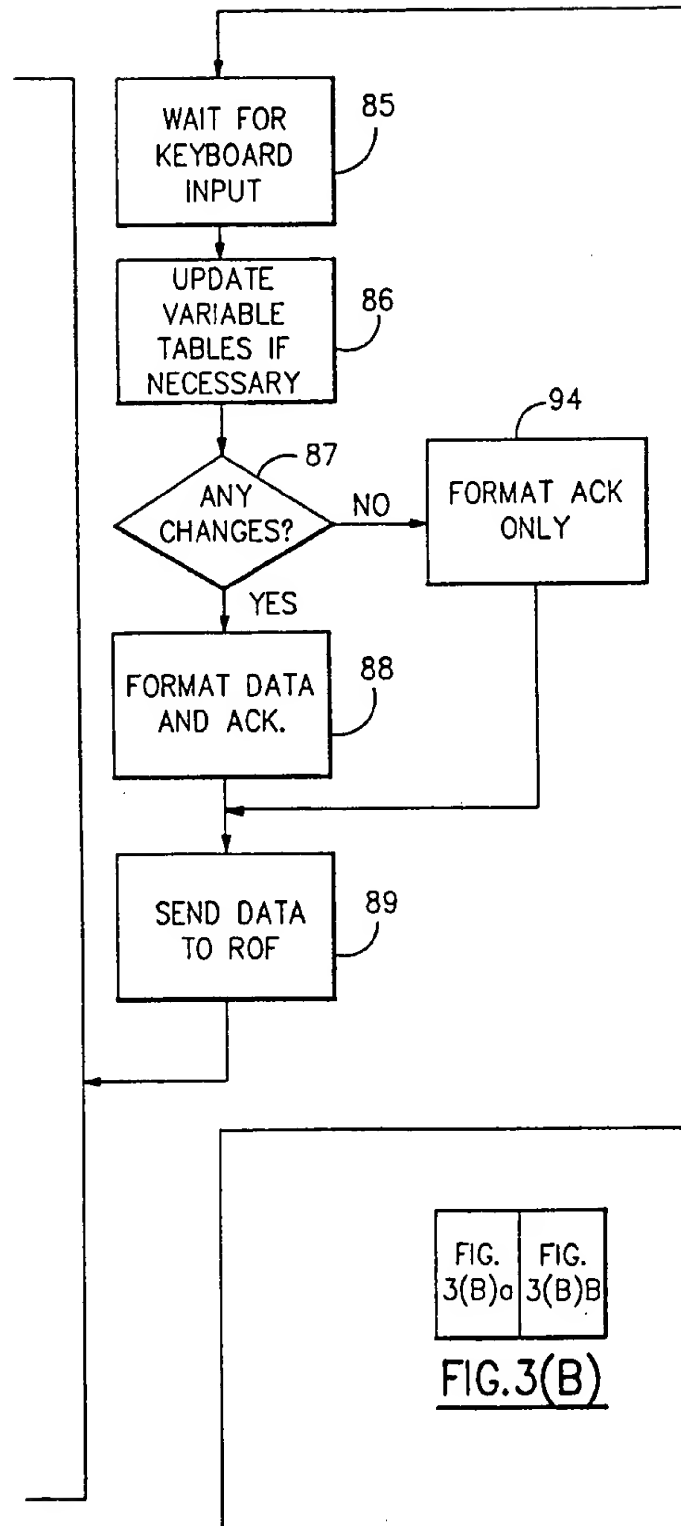 WAIT FOR
KEYBOARD
INPUT
85
UPDATE
VARIABLE
TABLES IF
NECESSARY
86
ANY
CHANGES?
87
NO
94
FORMAT ACK
ONLY
YES
FORMAT DATA
AND ACK.
88
SEND DATA
TO ROF
89
FIG.
3(B)a
FIG.
3(B)B
FIG.3(B)